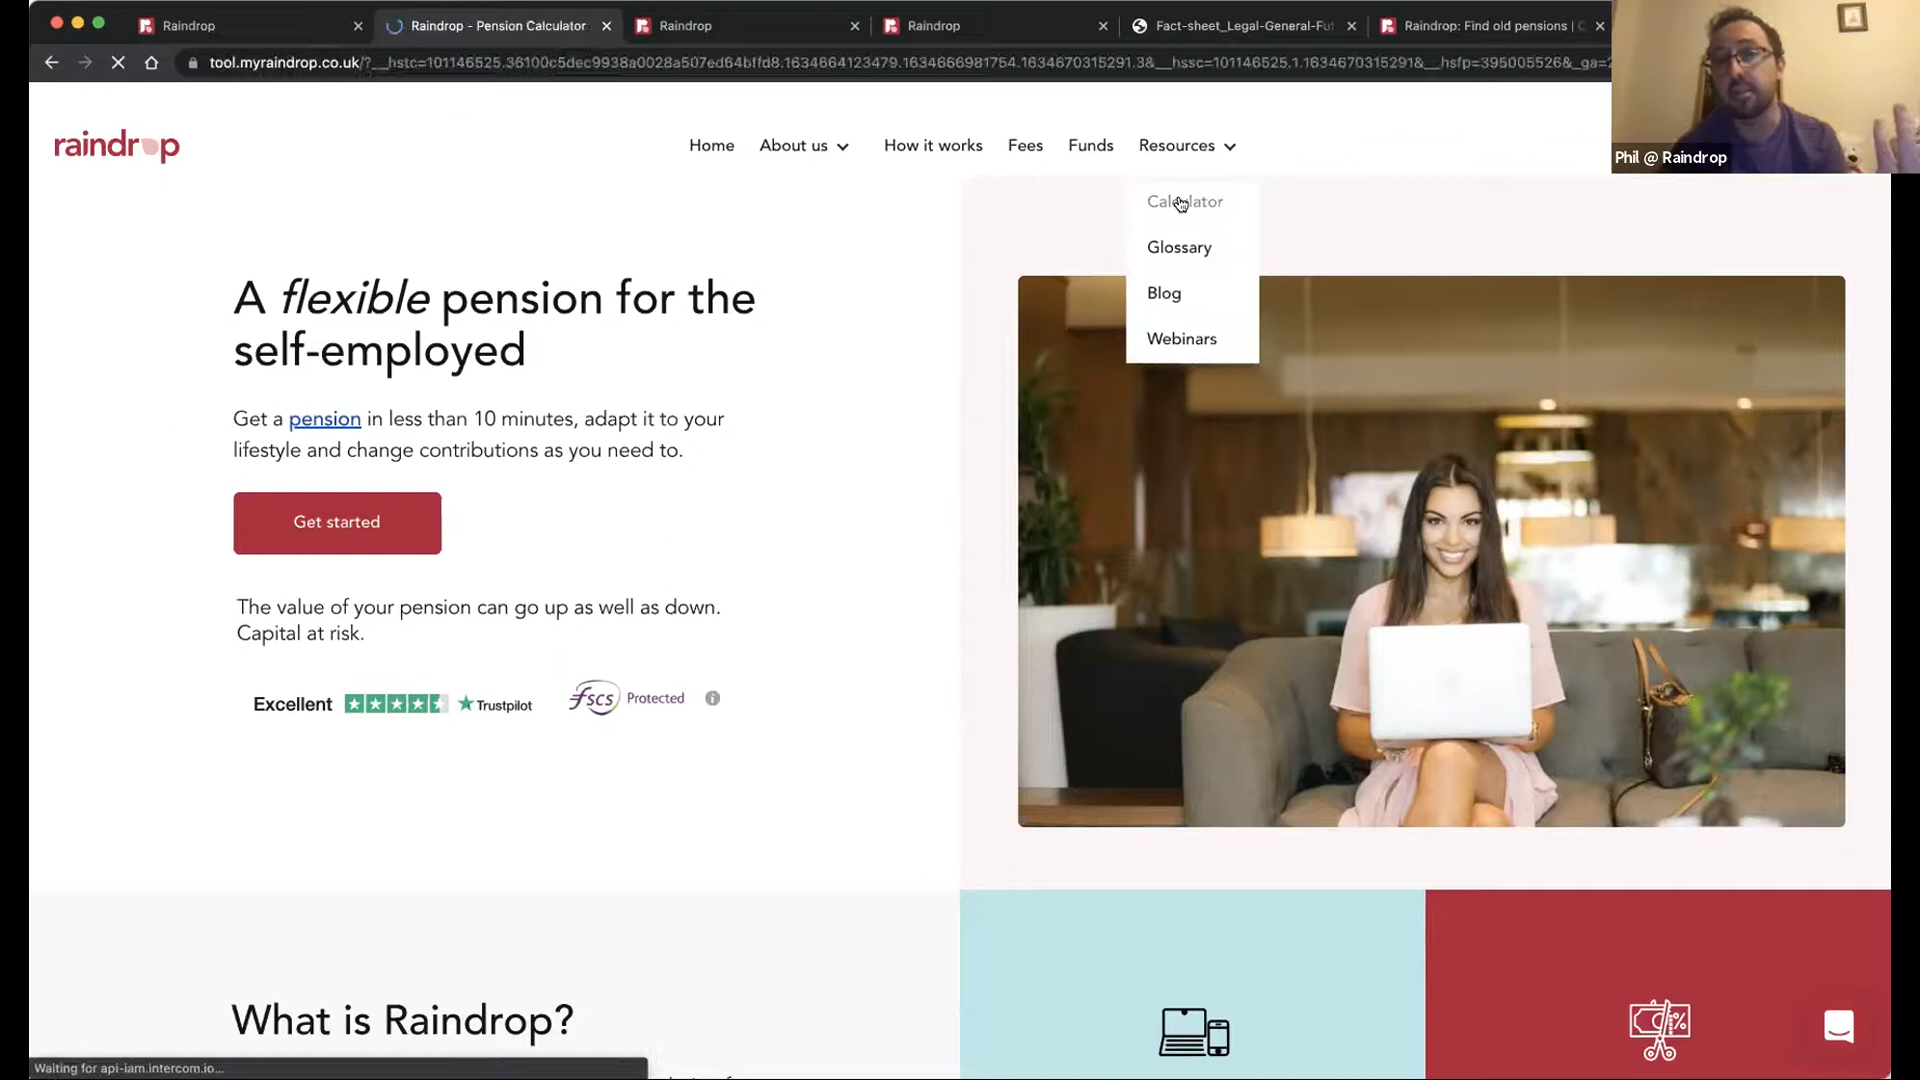 Raindrop
Raindrop - Pension Calculator
Raindrop
Raindrop
Fact-sheet_Legal-General-Fut
Raindrop: Find old pensions |
tool.myraindrop.co.uk/?__hstc=101146525.36100c5dec9938a0028a507ed64bffd8.1634664123479.1634666981754.1634670315291.3&__hssc=101146525.1.1634670315291&__hsfp=395005526&_ga=
Phil @ Raindrop
raindrop
Home
About us
How it works
Fees
Funds
Resources
Calculator
Glossary
Blog
Webinars
A flexible pension for the
self-employed
Get a pension in less than 10 minutes, adapt it to your
lifestyle and change contributions as you need to.
Get started
The value of your pension can go up as well as down.
Capital at risk.
Excellent
Trustpilot
fscs Protected
What is Raindrop?
Waiting for api-iam.intercom.io...